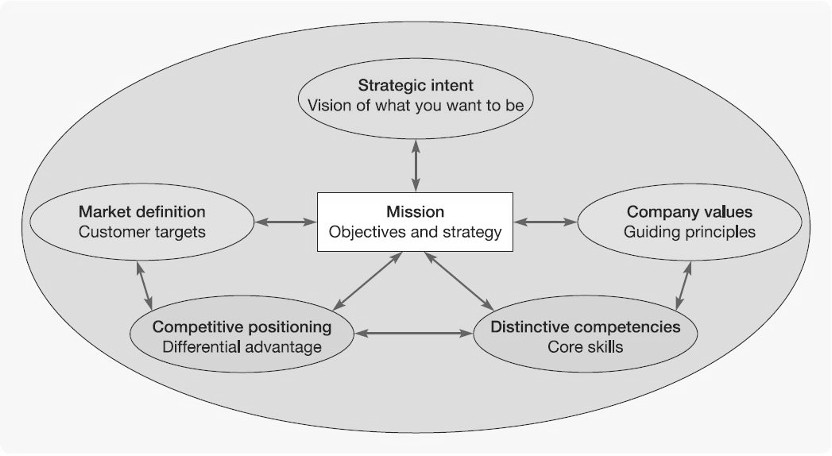 Strategic intent
Vision of what you want to be
Market definition
Customer targets
Mission
Objectives and strategy
Company values
Guiding principles
Competitive positioning
Differential advantage
Distinctive competencies
Core skills